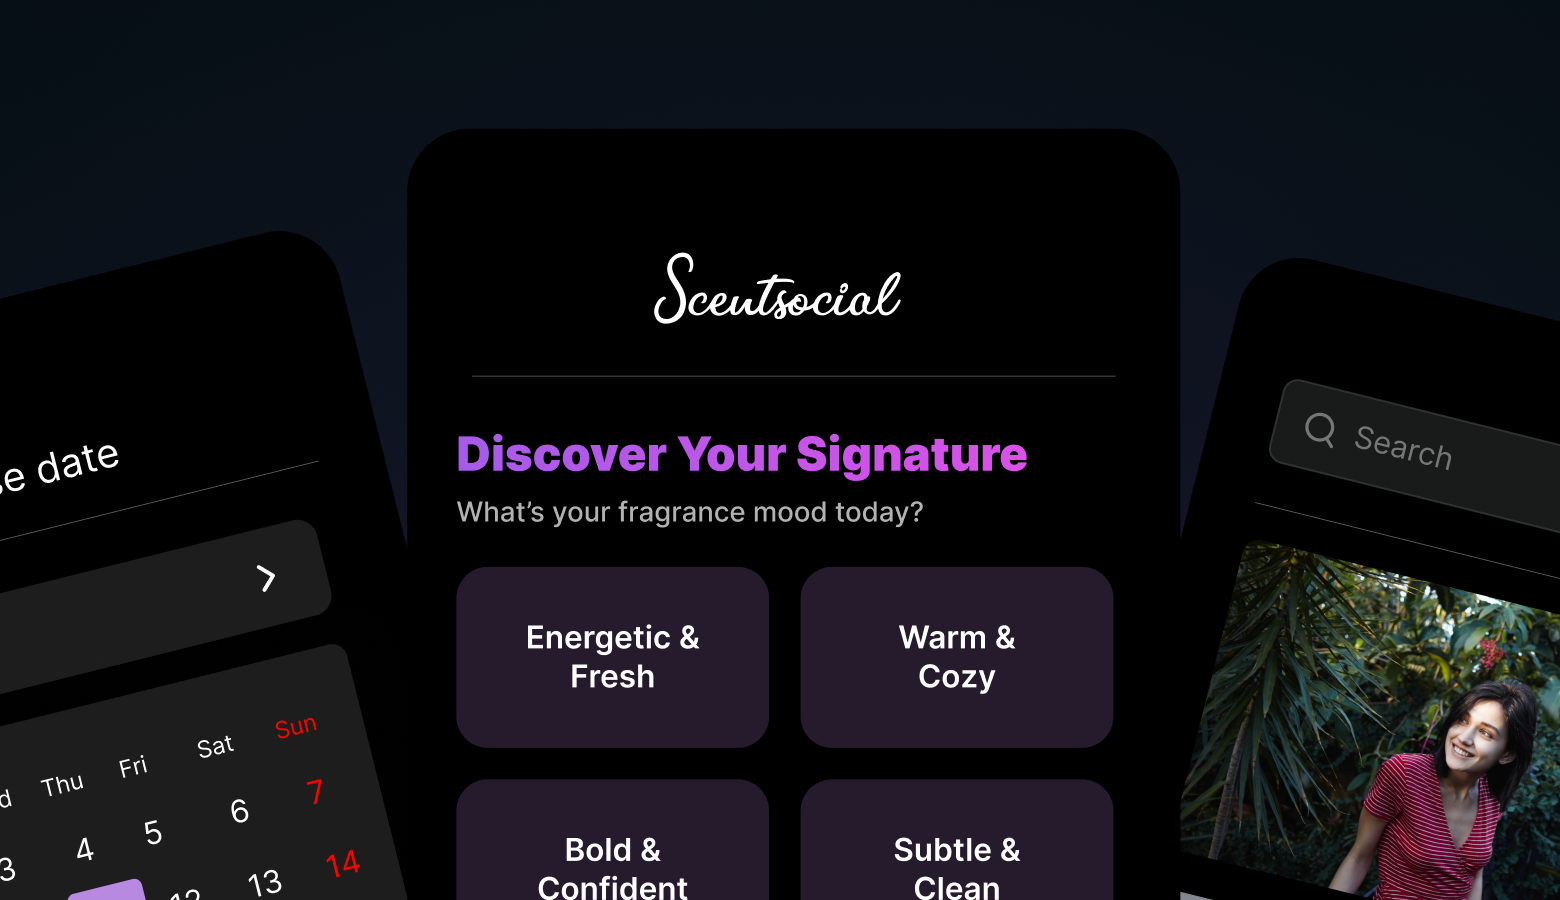 Scentsocial
Discover Your Signature
What's your fragrance mood today?
Energetic &
Fresh
Warm &
Cozy
Bold &
Confident
Subtle &
Clean
date
Thu Fri Sat Sun
3 4 5 6 7
12 13 14
Search